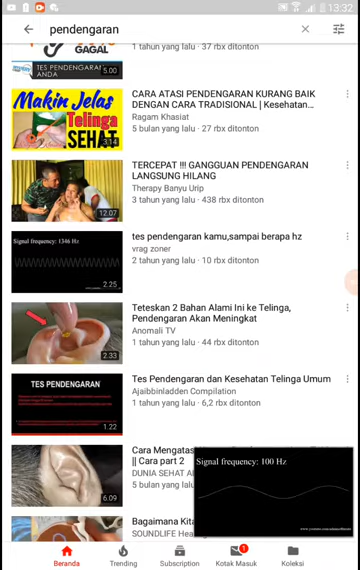 13:32
pendengaran
GAGAL
TES PENDENGARAN
ANDA
5:00
1 tahun yang lalu · 37 rbx ditonton
Makin Jelas
Telinga
SEHAT
3:14
CARA ATASI PENDENGARAN KURANG BAIK
DENGAN CARA TRADISIONAL | Kesehatan...
Ragam Khasiat
5 bulan yang lalu · 27 rbx ditonton
12:07
TERCEPAT !!! GANGGUAN PENDENGARAN
LANGSUNG HILANG
Therapy Banyu Urip
3 tahun yang lalu · 438 rbx ditonton
Signal frequency: 1346 Hz
2:25
tes pendengaran kamu,sampai berapa hz
vrag zoner
2 tahun yang lalu · 10 rbx ditonton
2:33
Teteskan 2 Bahan Alami Ini ke Telinga,
Pendengaran Akan Meningkat
Anomali TV
1 tahun yang lalu · 44 rbx ditonton
TES PENDENGARAN
1:22
Tes Pendengaran dan Kesehatan Telinga Umum
Ajaibbinladden Compilation
1 tahun yang lalu · 6,2 rbx ditonton
6:09
Cara Mengatas
|| Cara part 2
DUNIA SEHAT A
5 bulan yang lalu
Signal frequency: 100 Hz
Bagaimana Kita
SOUNDLIFE Hea
Beranda
Trending
Subscription
1
Kotak Masuk
Koleksi